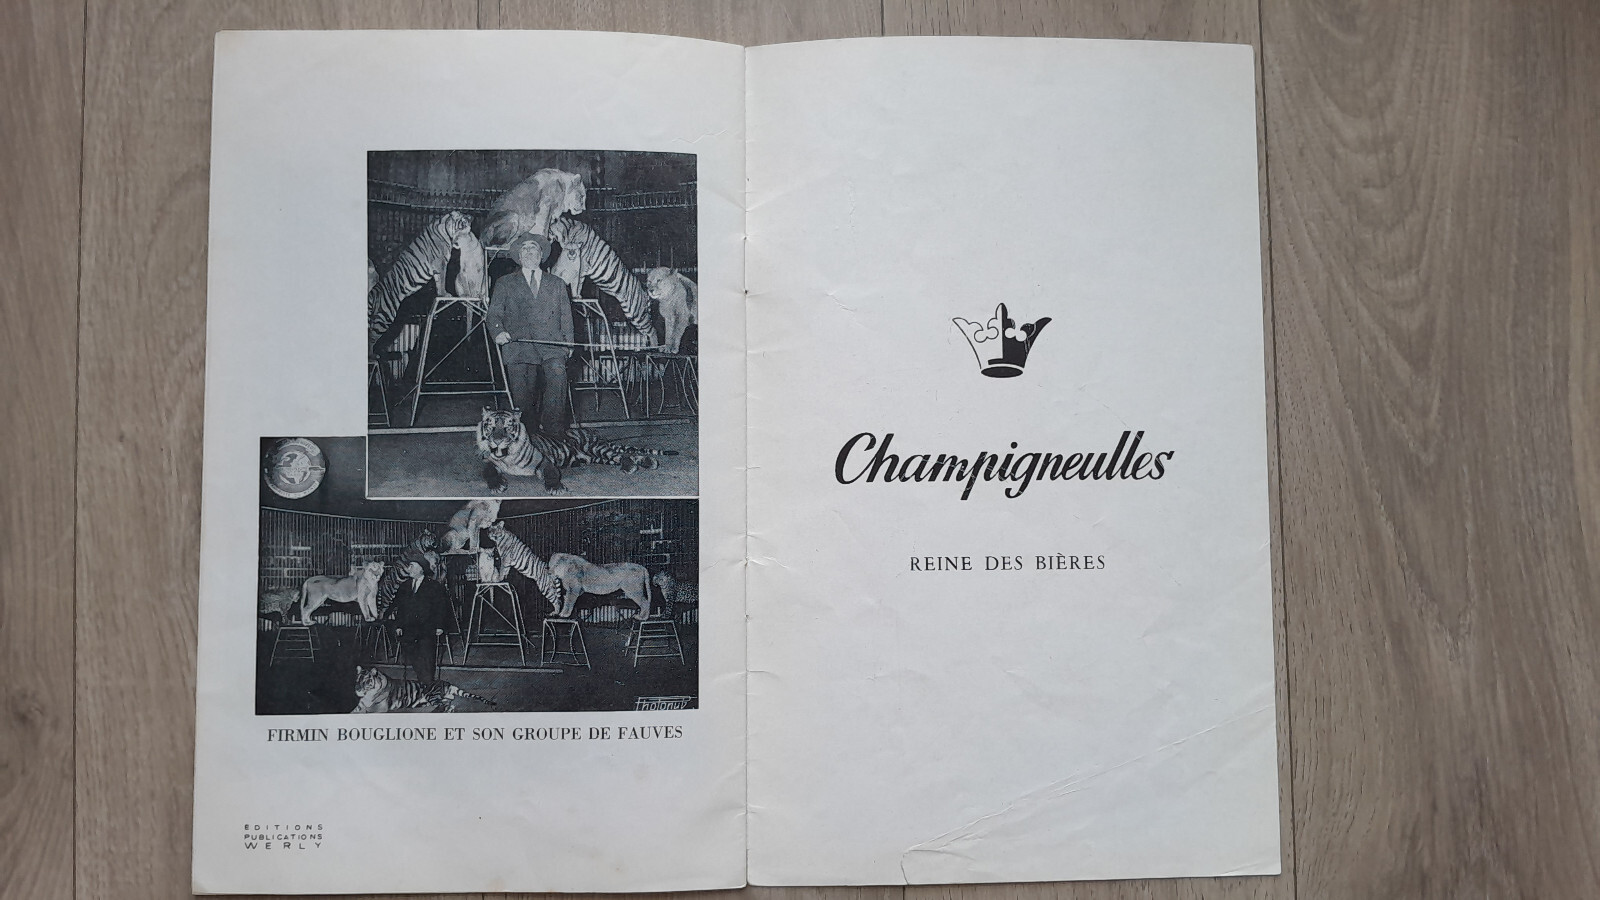 FIRMIN BOUGLIONE ET SON GROUPE DE FAUVES
EDITIONS
PUBLICATIONS
WERLY
Champigneulles
REINE DES BIÈRES